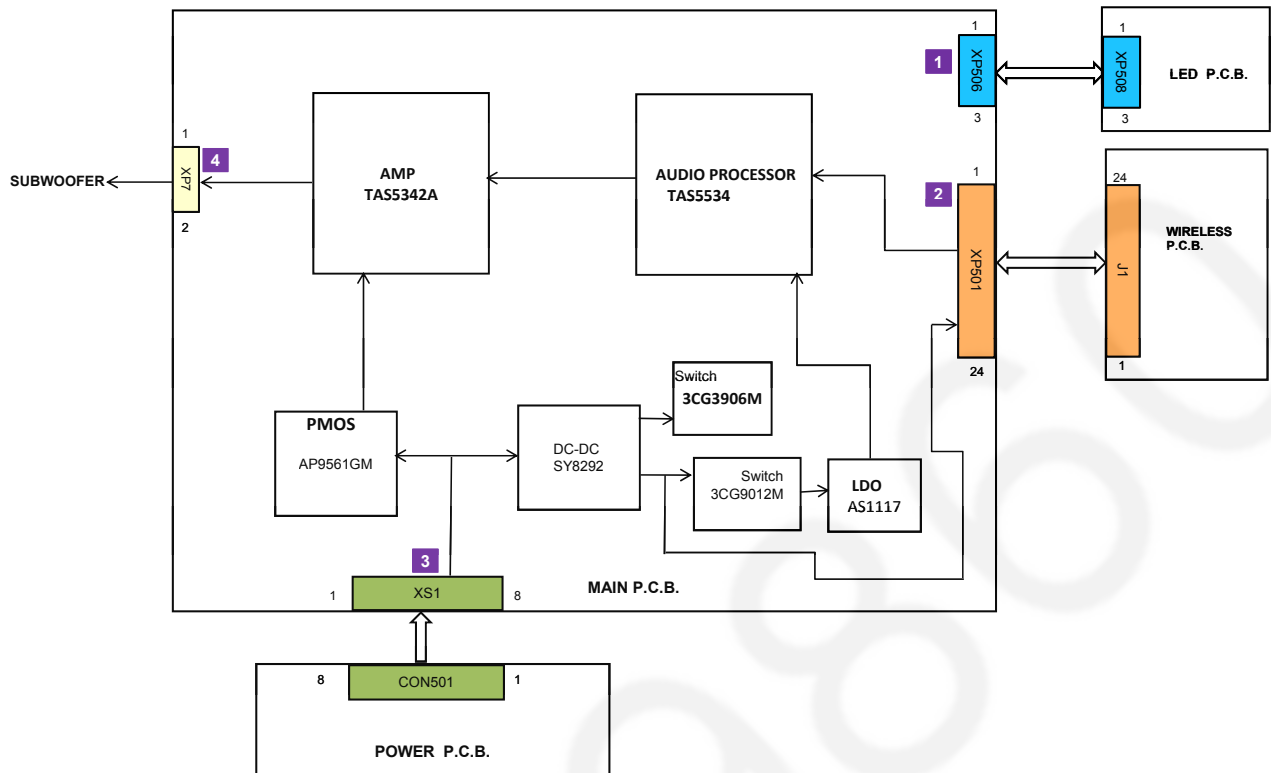 1
XP506
3
1
1
XP508
3
LED P.C.B.
SUBWOOFER
1
XP7
2
4
AMP
TAS5342A
AUDIO PROCESSOR
TAS5534
2
1
XP501
24
24
J1
1
WIRELESS
P.C.B.
PMOS
AP9561GM
DC-DC
SY8292
Switch
3CG3906M
Switch
3CG9012M
LDO
AS1117
3
1
XS1
8
MAIN P.C.B.
8
CON501
1
POWER P.C.B.